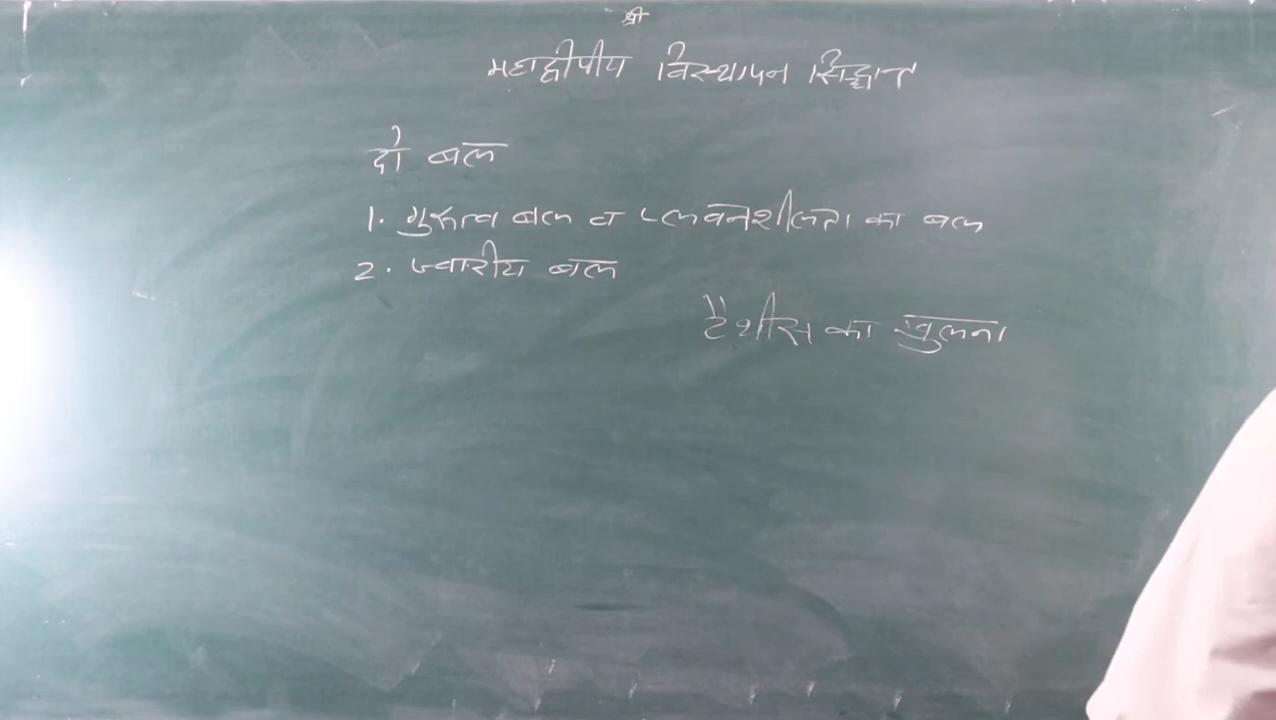 श्री
महाद्वीपीय विस्थापन सिद्धान्त
दो बल
1. गुरुत्व बल व प्लवनशीलता का बल
2. ज्वारीय बल
टैथीस का खुलना